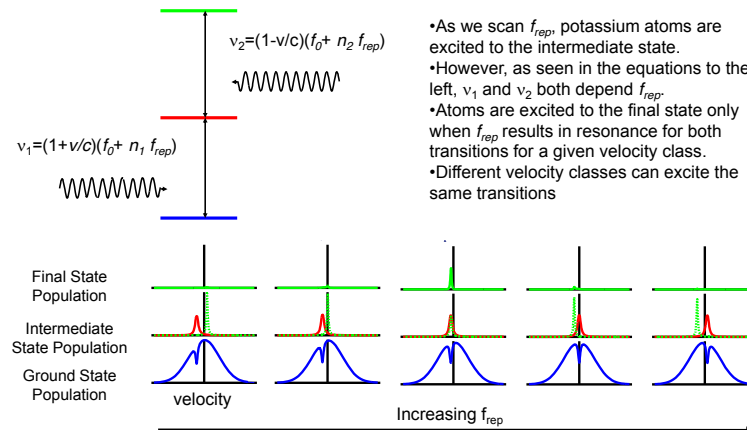 ν2=(1-v/c)(f0+ n2 frep)
ν1=(1+v/c)(f0+ n1 frep)
•As we scan frep, potassium atoms are
excited to the intermediate state.
•However, as seen in the equations to the
left, ν1 and ν2 both depend frep.
•Atoms are excited to the final state only
when frep results in resonance for both
transitions for a given velocity class.
•Different velocity classes can excite the
same transitions
Final State
Population
Intermediate
State Population
Ground State
Population
velocity
Increasing frep